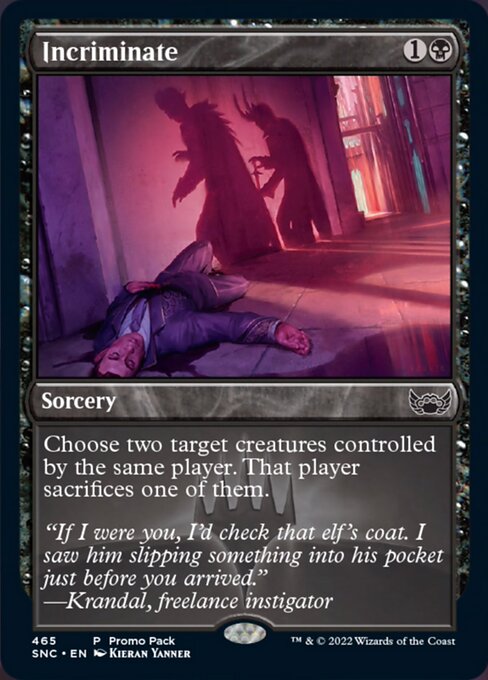 Incriminate 1
Sorcery
Choose two target creatures controlled
by the same player. That player
sacrifices one of them.
“If I were you, I’d check that elf’s coat. I
saw him slipping something into his pocket
just before you arrived.”
—Krandal, freelance instigator
465 P Promo Pack
SNC • EN Kieran Yanner
™ & © 2022 Wizards of the Coast